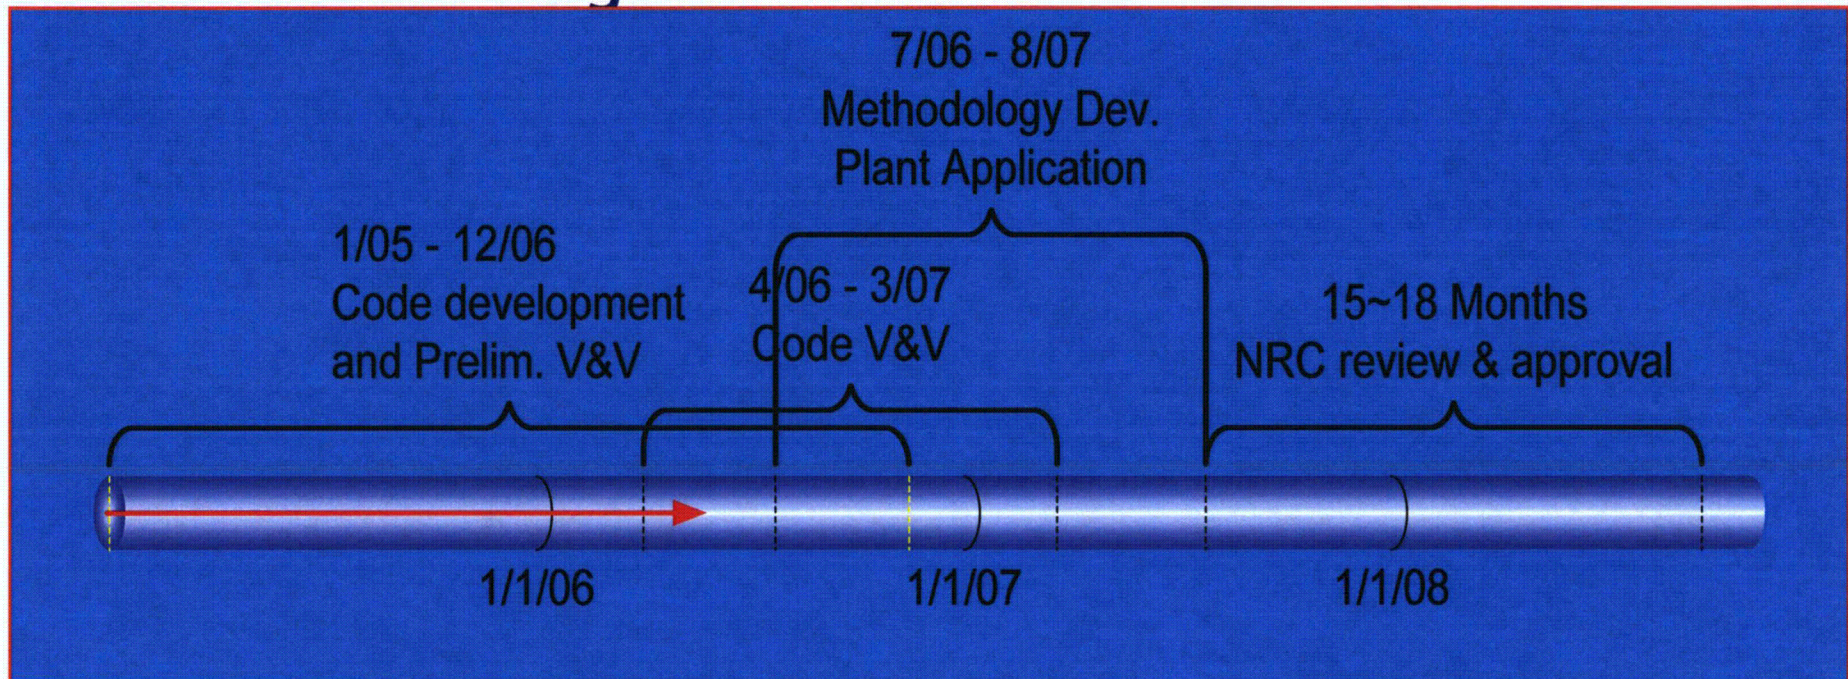 7/06 - 8/07
Methodology Dev.
Plant Application
1/05 - 12/06
Code development
and Prelim. V&V
4/06 - 3/07
Code V&V
15~18 Months
NRC review & approval
1/1/06
1/1/07
1/1/08